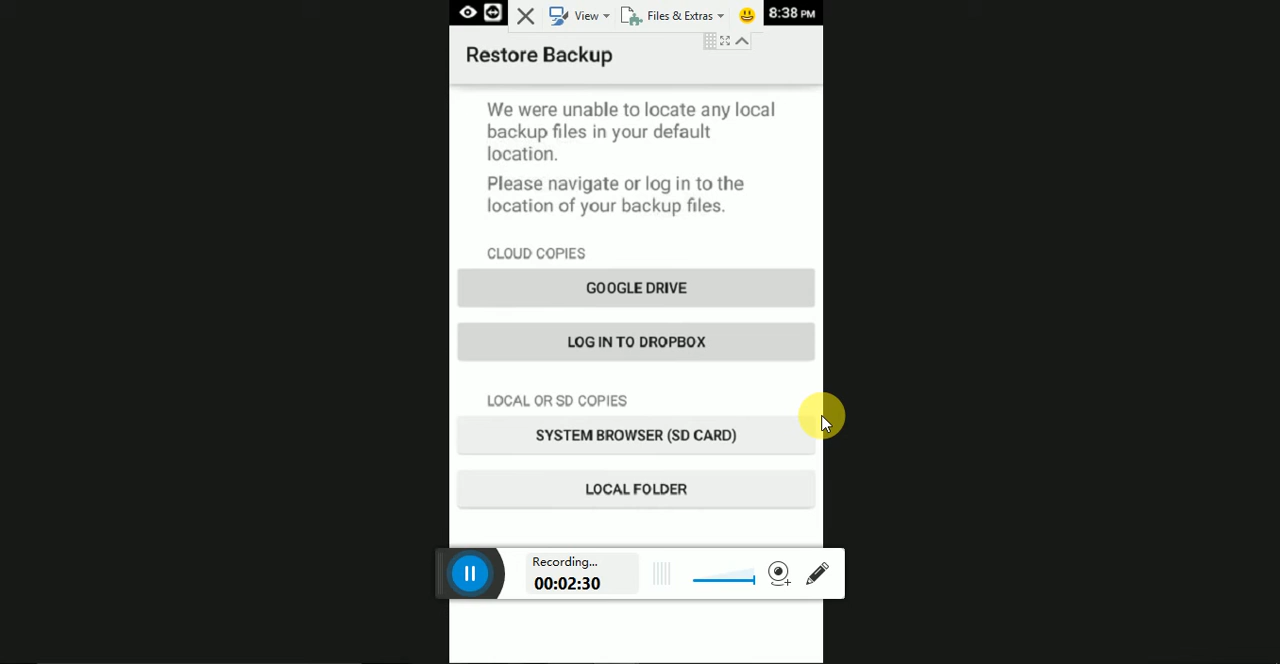 View
Files & Extras
8:38 PM
Restore Backup
We were unable to locate any local
backup files in your default
location.
Please navigate or log in to the
location of your backup files.
CLOUD COPIES
GOOGLE DRIVE
LOG IN TO DROPBOX
LOCAL OR SD COPIES
SYSTEM BROWSER (SD CARD)
LOCAL FOLDER
Recording...
00:02:30